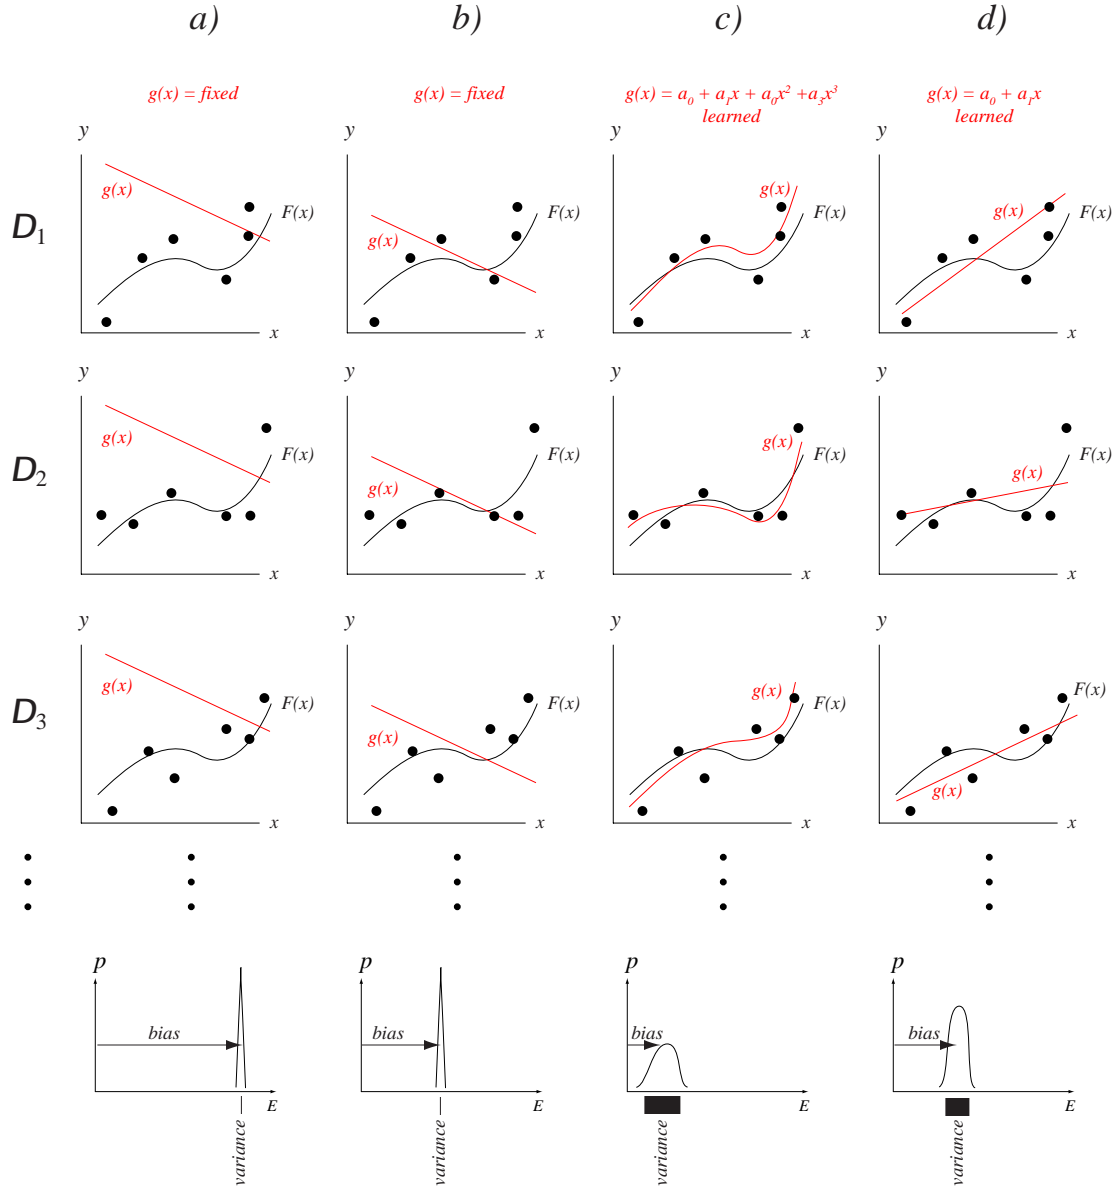 a) b) c) d)
g(x) = fixed g(x) = fixed g(x) = a₀ + a₁x + a₀x² +a₃x³ g(x) = a₀ + a₁x
learned learned
y y y y
D₁ g(x) F(x) g(x) F(x) g(x) F(x) g(x) F(x)
x x x x
y y y y
D₂ g(x) F(x) g(x) F(x) g(x) F(x) g(x) F(x)
x x x x
y y y y
D₃ g(x) F(x) g(x) F(x) g(x) F(x) g(x) F(x)
x x x x
p p p p
bias bias bias bias
E E E E
variance variance variance variance